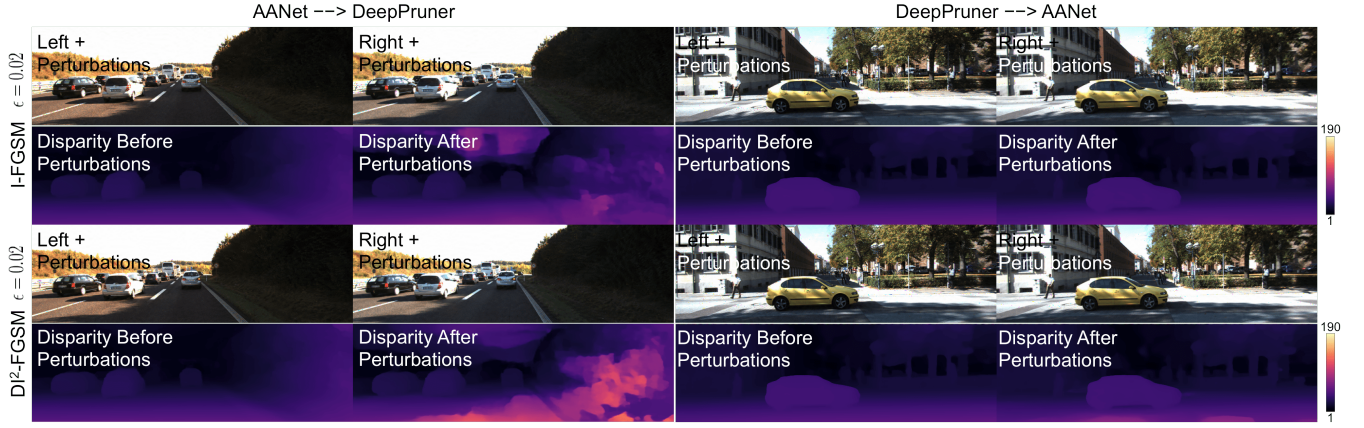 AANet −−> DeepPruner
DeepPruner −−> AANet
I-FGSM ϵ = 0.02
Left +
Perturbations
Right +
Perturbations
Left +
Perturbations
Right +
Perturbations
Disparity Before
Perturbations
Disparity After
Perturbations
Disparity Before
Perturbations
Disparity After
Perturbations
190
1
DI²-FGSM ϵ = 0.02
Left +
Perturbations
Right +
Perturbations
Left +
Perturbations
Right +
Perturbations
Disparity Before
Perturbations
Disparity After
Perturbations
Disparity Before
Perturbations
Disparity After
Perturbations
190
1